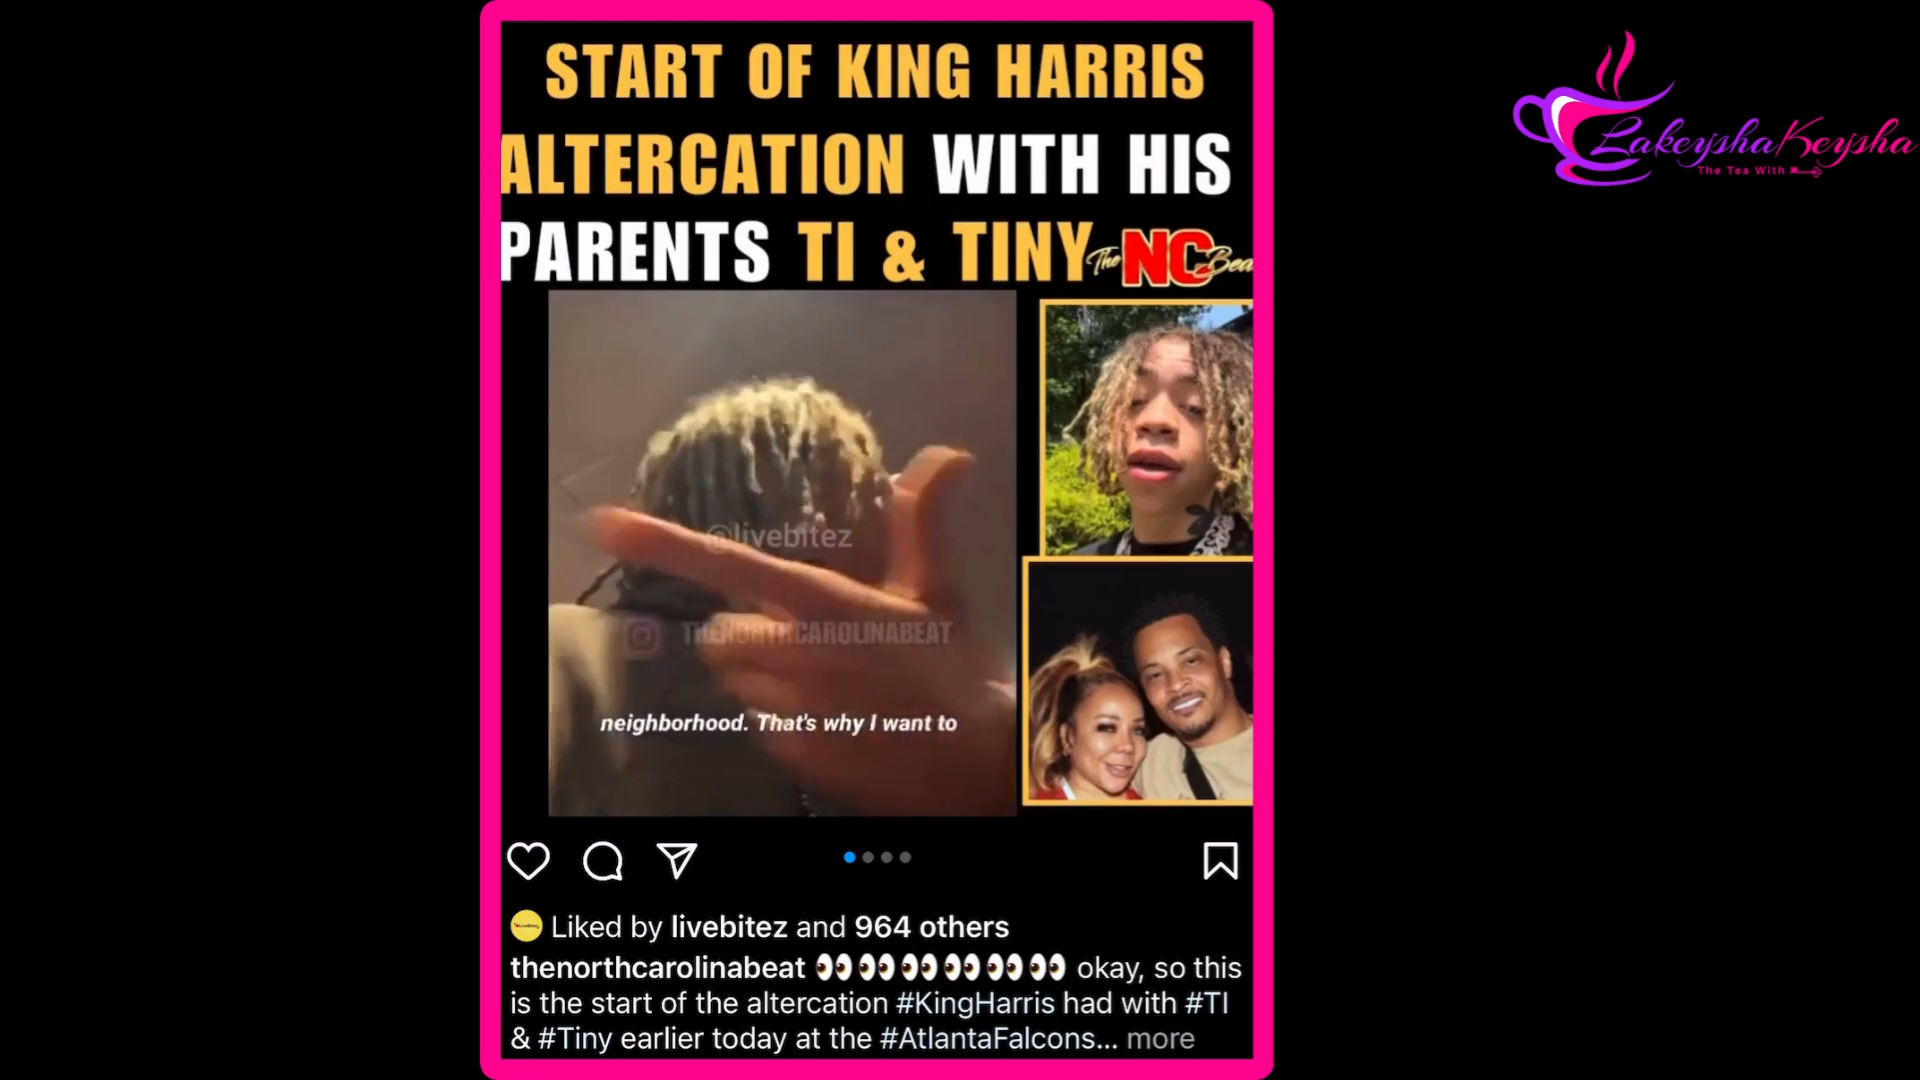 START OF KING HARRIS
ALTERCATION WITH HIS
PARENTS TI & TINY
The NC Beat
LakeyshaKeysha
The Tea With
@livebitez
THENORTHCAROLINABEAT
neighborhood. That's why I want to
Liked by livebitez and 964 others
thenorthcarolinabeat 👀👀👀👀👀👀 okay, so this
is the start of the altercation #KingHarris had with #TI
& #Tiny earlier today at the #AtlantaFalcons... more